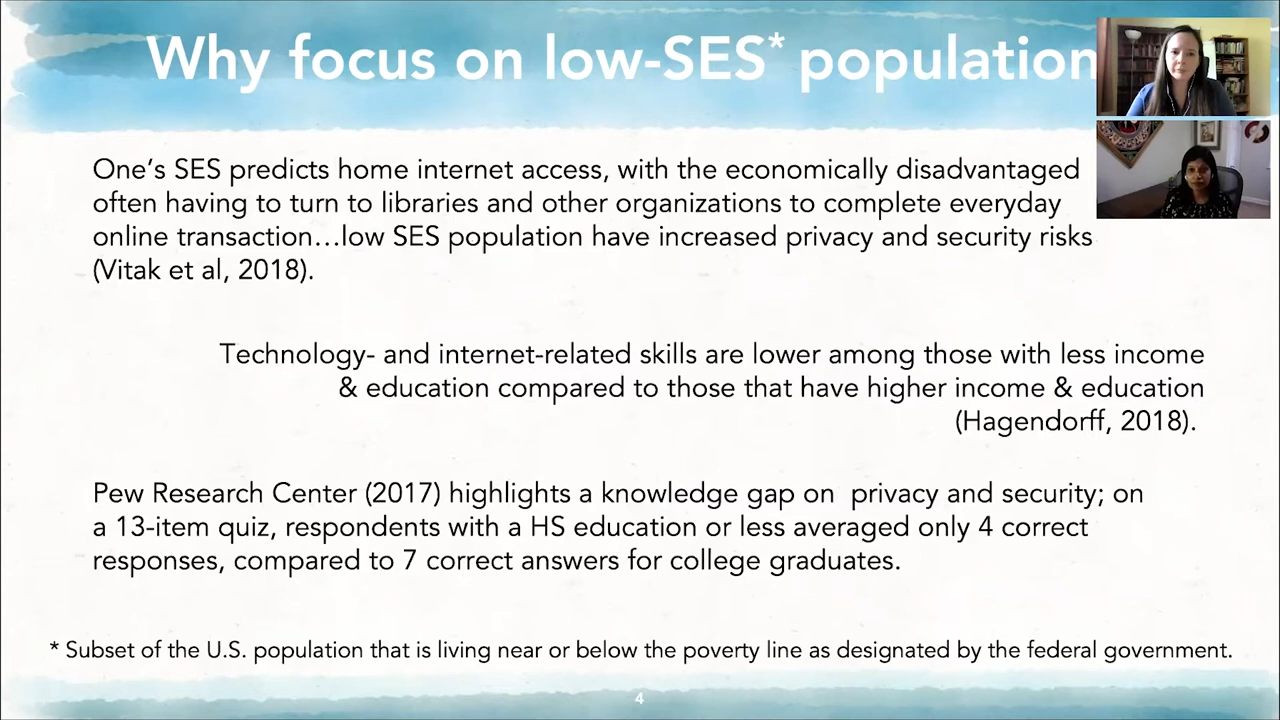 Why focus on low-SES* population
One's SES predicts home internet access, with the economically disadvantaged
often having to turn to libraries and other organizations to complete everyday
online transaction...low SES population have increased privacy and security risks
(Vitak et al, 2018).
Technology- and internet-related skills are lower among those with less income
& education compared to those that have higher income & education
(Hagendorff, 2018).
Pew Research Center (2017) highlights a knowledge gap on  privacy and security; on
a 13-item quiz, respondents with a HS education or less averaged only 4 correct
responses, compared to 7 correct answers for college graduates.
* Subset of the U.S. population that is living near or below the poverty line as designated by the federal government.
4